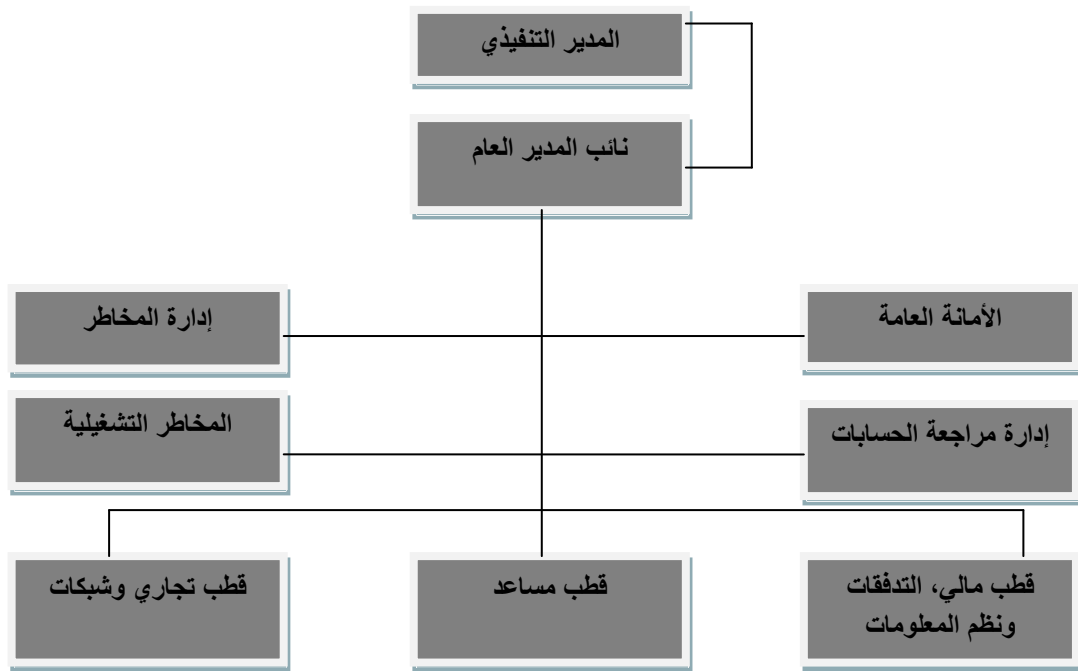 المدير التنفيذي
نائب المدير العام
الأمانة العامة
إدارة المخاطر
إدارة مراجعة الحسابات
المخاطر التشغيلية
قطب مالي، التدفقات
ونظم المعلومات
قطب مساعد
قطب تجاري وشبكات